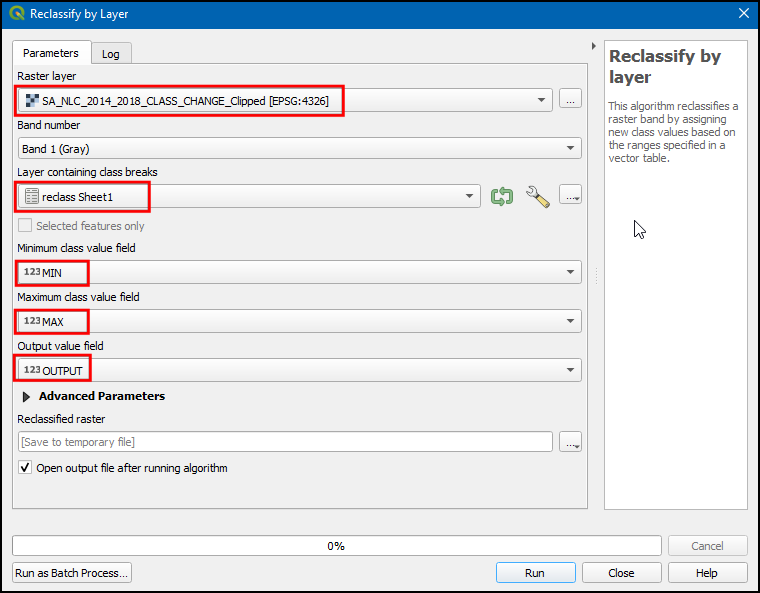 Reclassify by Layer
Parameters
Log
Raster layer
SA_NLC_2014_2018_CLASS_CHANGE_Clipped [EPSG:4326]
...
Band number
Band 1 (Gray)
Layer containing class breaks
reclass Sheet1
...
Selected features only
Minimum class value field
123 MIN
Maximum class value field
123 MAX
Output value field
123 OUTPUT
Advanced Parameters
Reclassified raster
[Save to temporary file]
...
Open output file after running algorithm
Reclassify by
layer
This algorithm reclassifies a
raster band by assigning
new class values based on
the ranges specified in a
vector table.
0%
Cancel
Run as Batch Process...
Run
Close
Help